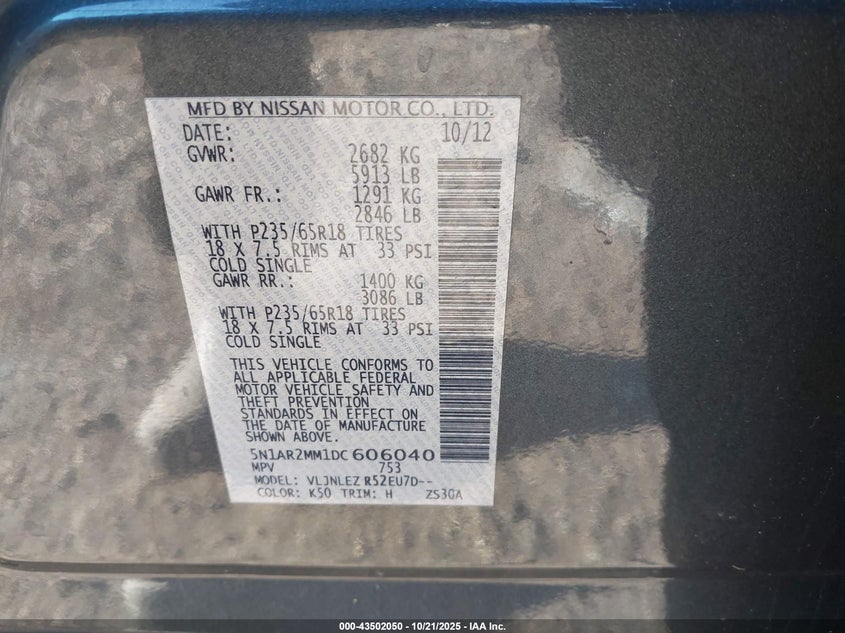 MFD BY NISSAN MOTOR CO., LTD.
DATE: 10/12
GVWR: 2682 KG
5913 LB
GAWR FR.: 1291 KG
2846 LB
WITH P235/65R18 TIRES
18 X 7.5 RIMS AT 33 PSI
COLD SINGLE
GAWR RR.: 1400 KG
3086 LB
WITH P235/65R18 TIRES
18 X 7.5 RIMS AT 33 PSI
COLD SINGLE
THIS VEHICLE CONFORMS TO
ALL APPLICABLE FEDERAL
MOTOR VEHICLE SAFETY AND
THEFT PREVENTION
STANDARDS IN EFFECT ON
THE DATE OF MANUFACTURE
SHOWN ABOVE.
5N1AR2MM1DC606040
MPV 753
MODEL: VLJNLEZ R52EU7D--
COLOR: K50 TRIM: H ZS30A
000-43502050 - 10/21/2025 - IAA Inc.